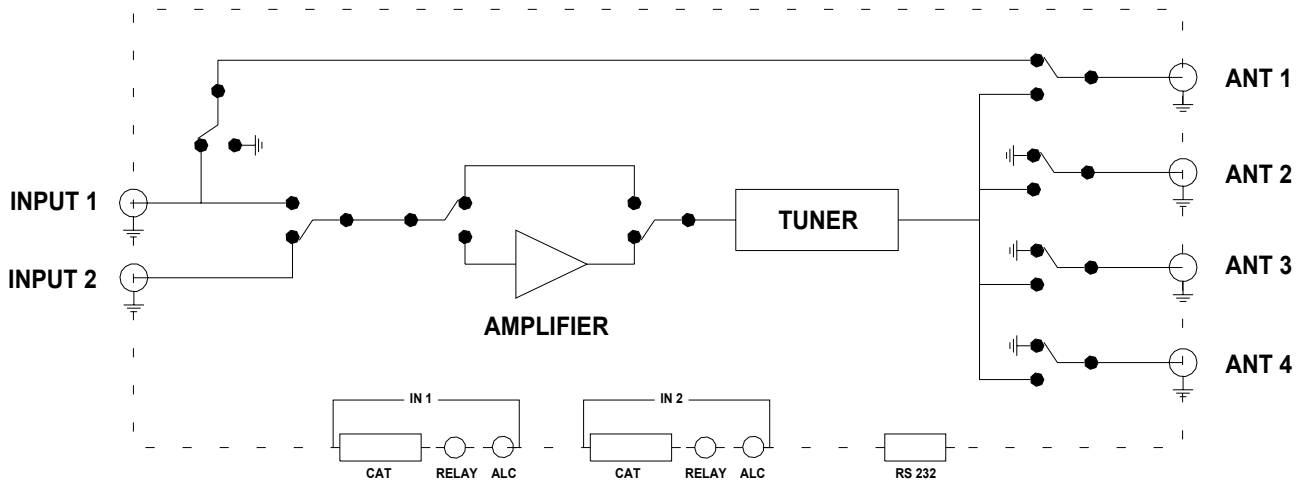 ANT 1
ANT 2
INPUT 1
TUNER
INPUT 2
ANT 3
AMPLIFIER
ANT 4
IN 1
IN 2
CAT
RELAY
ALC
CAT
RELAY
ALC
RS 232